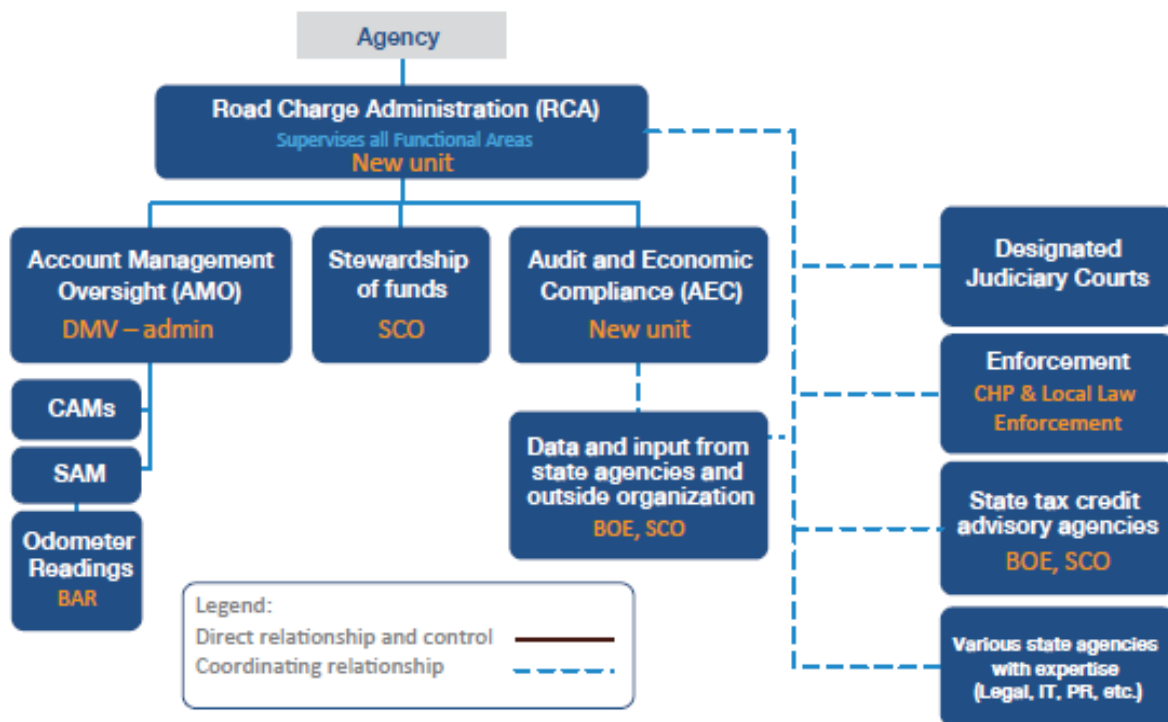 Agency
Road Charge Administration (RCA)
Supervises all Functional Areas
New unit
Account Management
Oversight (AMO)
DMV – admin
Stewardship
of funds
SCO
Audit and Economic
Compliance (AEC)
New unit
CAMs
SAM
Odometer
Readings
BAR
Data and input from
state agencies and
outside organization
BOE, SCO
Designated
Judiciary Courts
Enforcement
CHP & Local Law
Enforcement
State tax credit
advisory agencies
BOE, SCO
Various state agencies
with expertise
(Legal, IT, PR, etc.)
Legend:
Direct relationship and control
Coordinating relationship